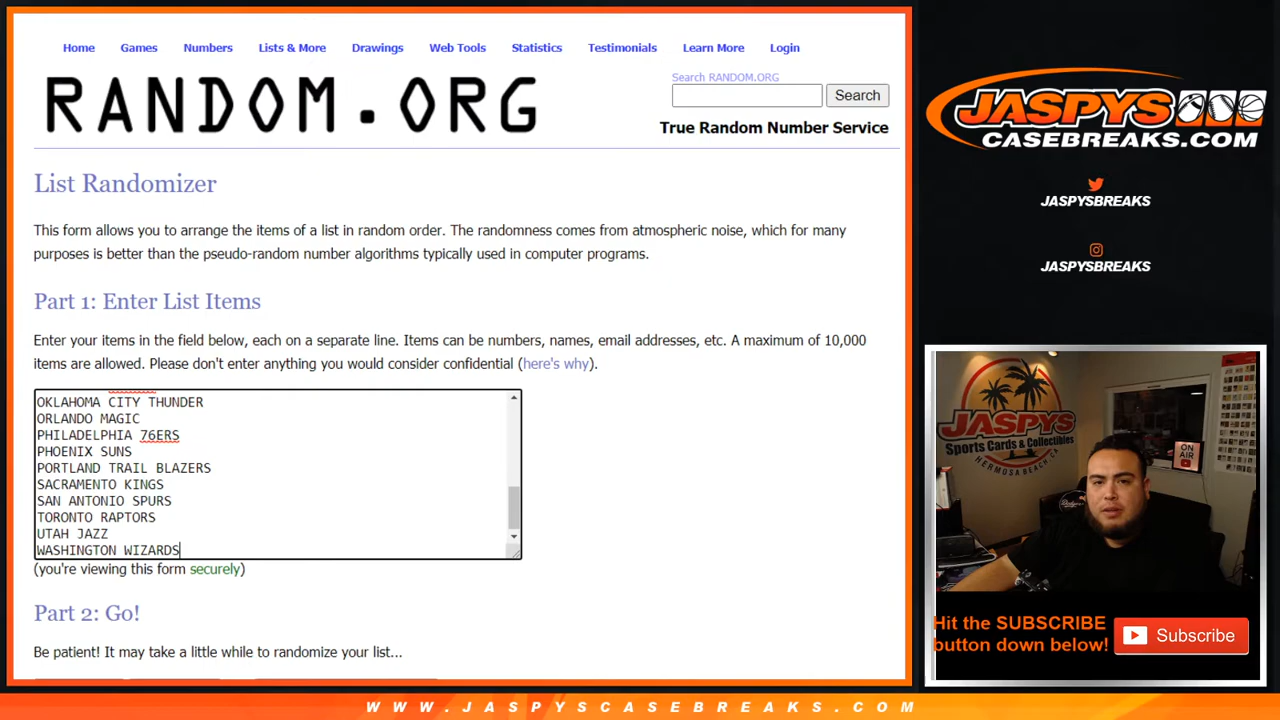 Home Games Numbers Lists & More Drawings Web Tools Statistics Testimonials Learn More Login
RANDOM.ORG
Search RANDOM.ORG
Search
True Random Number Service
List Randomizer
This form allows you to arrange the items of a list in random order. The randomness comes from atmospheric noise, which for many
purposes is better than the pseudo-random number algorithms typically used in computer programs.
Part 1: Enter List Items
Enter your items in the field below, each on a separate line. Items can be numbers, names, email addresses, etc. A maximum of 10,000
items are allowed. Please don't enter anything you would consider confidential (here's why).
OKLAHOMA CITY THUNDER
ORLANDO MAGIC
PHILADELPHIA 76ERS
PHOENIX SUNS
PORTLAND TRAIL BLAZERS
SACRAMENTO KINGS
SAN ANTONIO SPURS
TORONTO RAPTORS
UTAH JAZZ
WASHINGTON WIZARDS
(you're viewing this form securely)
Part 2: Go!
Be patient! It may take a little while to randomize your list...
JASPYS
CASEBREAKS.COM
JASPYSBREAKS
JASPYSBREAKS
JASPYS
Sports Cards & Collectibles
HERMOSA BEACH, CA
ON
AIR
Hit the SUBSCRIBE
button down below!
Subscribe
WWW.JASPYSCASEBREAKS.COM